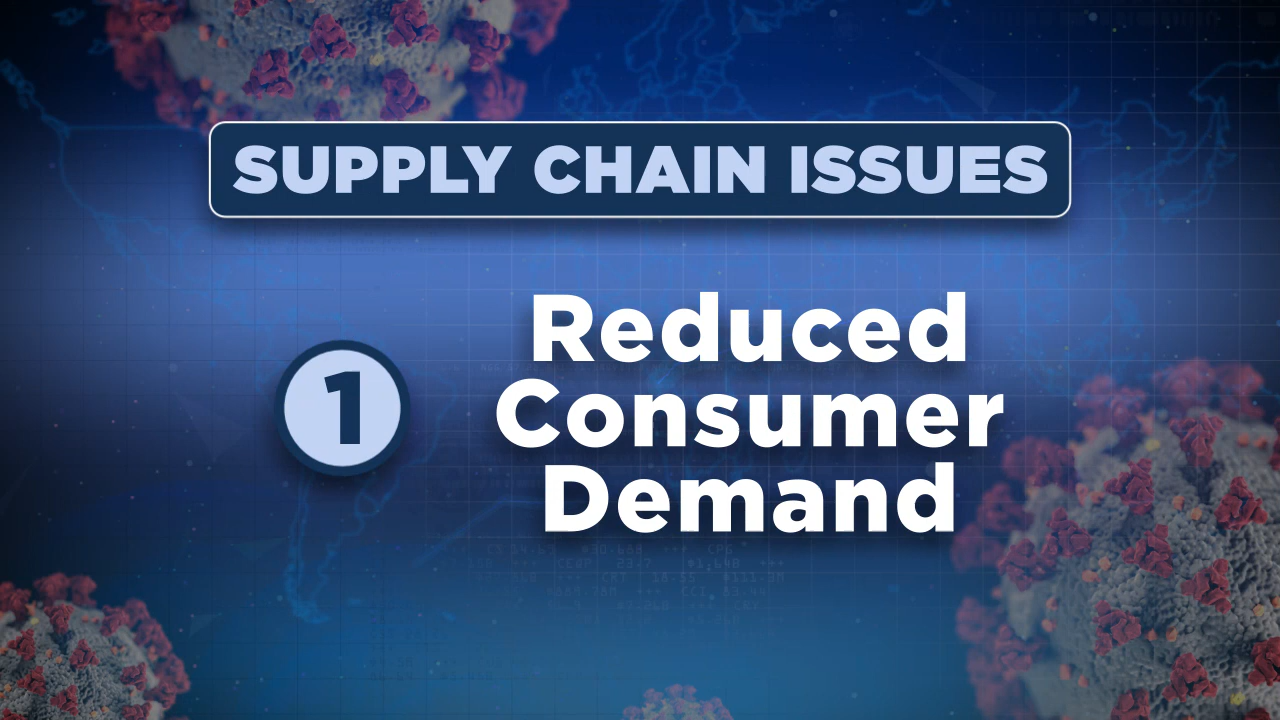 SUPPLY CHAIN ISSUES
1
Reduced
Consumer
Demand